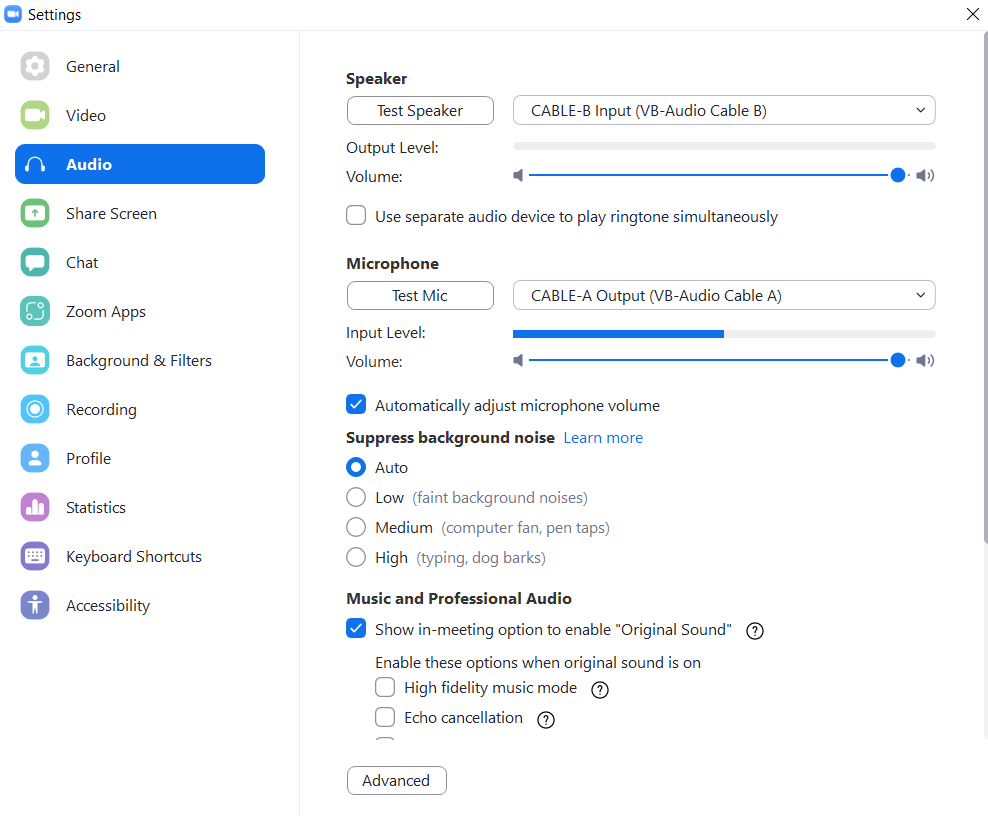 Settings
General
Video
Audio
Share Screen
Chat
Zoom Apps
Background & Filters
Recording
Profile
Statistics
Keyboard Shortcuts
Accessibility
Speaker
Test Speaker
CABLE-B Input (VB-Audio Cable B)
Output Level:
Volume:
Use separate audio device to play ringtone simultaneously
Microphone
Test Mic
CABLE-A Output (VB-Audio Cable A)
Input Level:
Volume:
Automatically adjust microphone volume
Suppress background noise Learn more
Auto
Low (faint background noises)
Medium (computer fan, pen taps)
High (typing, dog barks)
Music and Professional Audio
Show in-meeting option to enable "Original Sound" ?
Enable these options when original sound is on
High fidelity music mode ?
Echo cancellation ?
Advanced